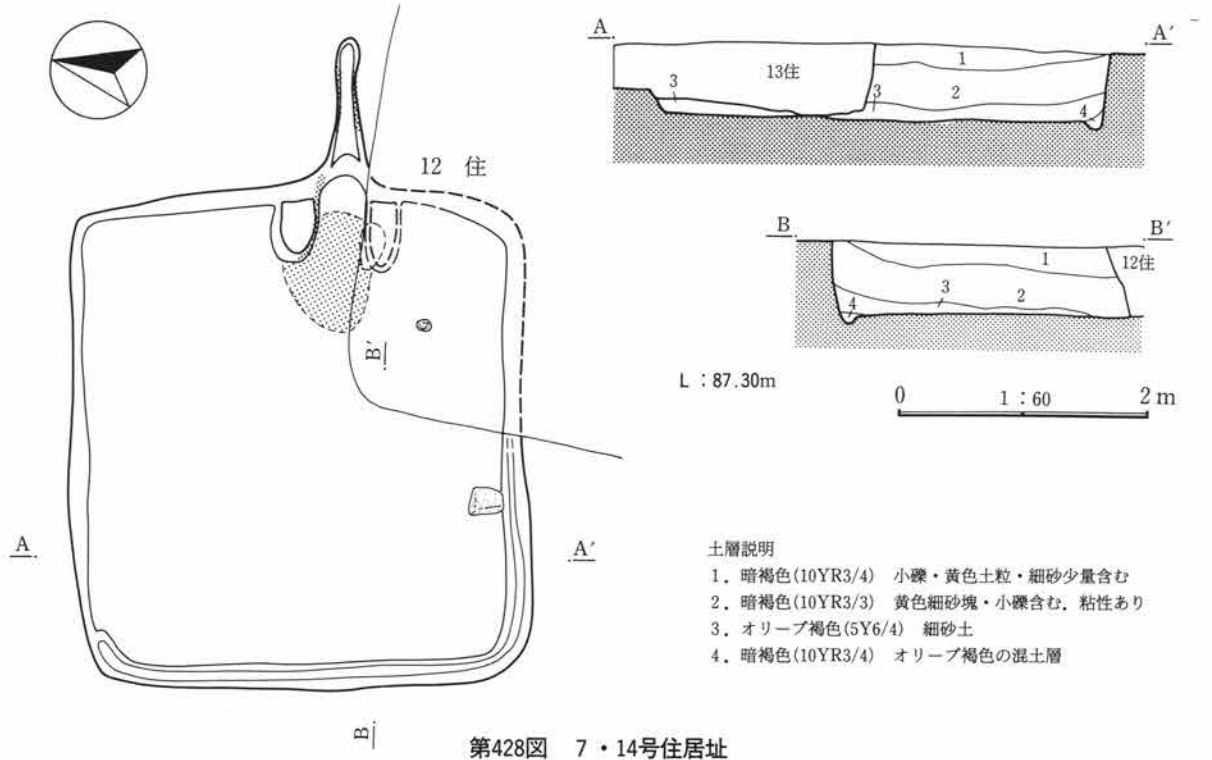 A A′
13住
1
3 3 2
4
12 住
B B′
1
12住
3 2
4
B′
L：87.30m
0 1：60 2 m
A A′
土層説明
1．暗褐色(10YR3/4) 小礫・黄色土粒・細砂少量含む
2．暗褐色(10YR3/3) 黄色細砂塊・小礫含む．粘性あり
3．オリーブ褐色(5Y6/4) 細砂土
4．暗褐色(10YR3/4) オリーブ褐色の混土層
B
第428図 7・14号住居址